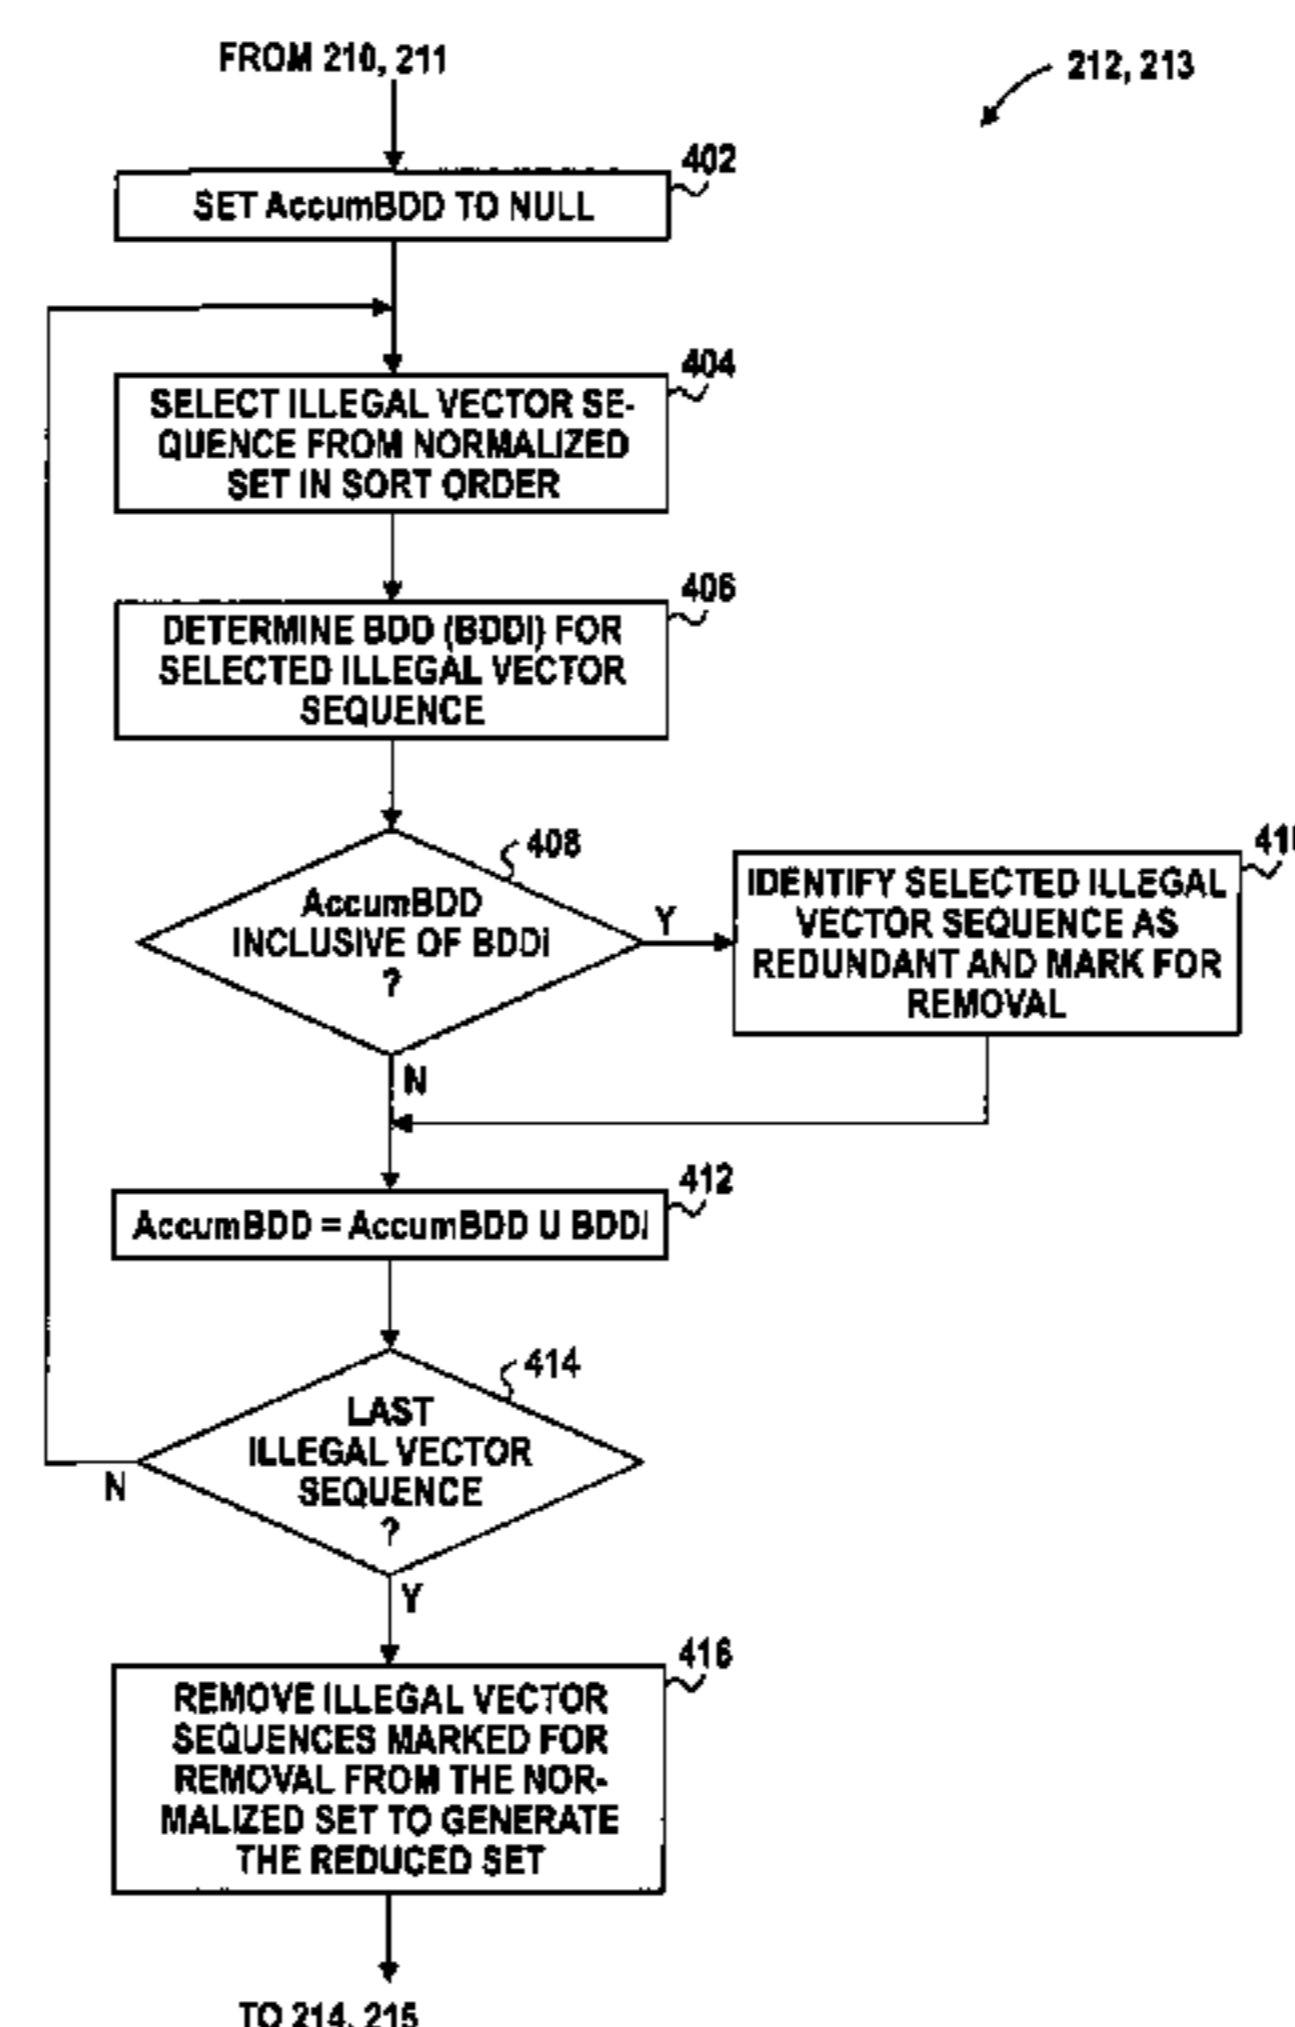 FROM 210, 211
212, 213
402
SET AccumBDD TO NULL
404
SELECT ILLEGAL VECTOR SE-
QUENCE FROM NORMALIZED
SET IN SORT ORDER
406
DETERMINE BDD (BDDi) FOR
SELECTED ILLEGAL VECTOR
SEQUENCE
408
AccumBDD
INCLUSIVE OF BDDi
?
Y
N
IDENTIFY SELECTED ILLEGAL
VECTOR SEQUENCE AS
REDUNDANT AND MARK FOR
REMOVAL
412
AccumBDD = AccumBDD U BDDi
414
LAST
ILLEGAL VECTOR
SEQUENCE
?
N
Y
416
REMOVE ILLEGAL VECTOR
SEQUENCES MARKED FOR
REMOVAL FROM THE NOR-
MALIZED SET TO GENERATE
THE REDUCED SET
TO 214, 215